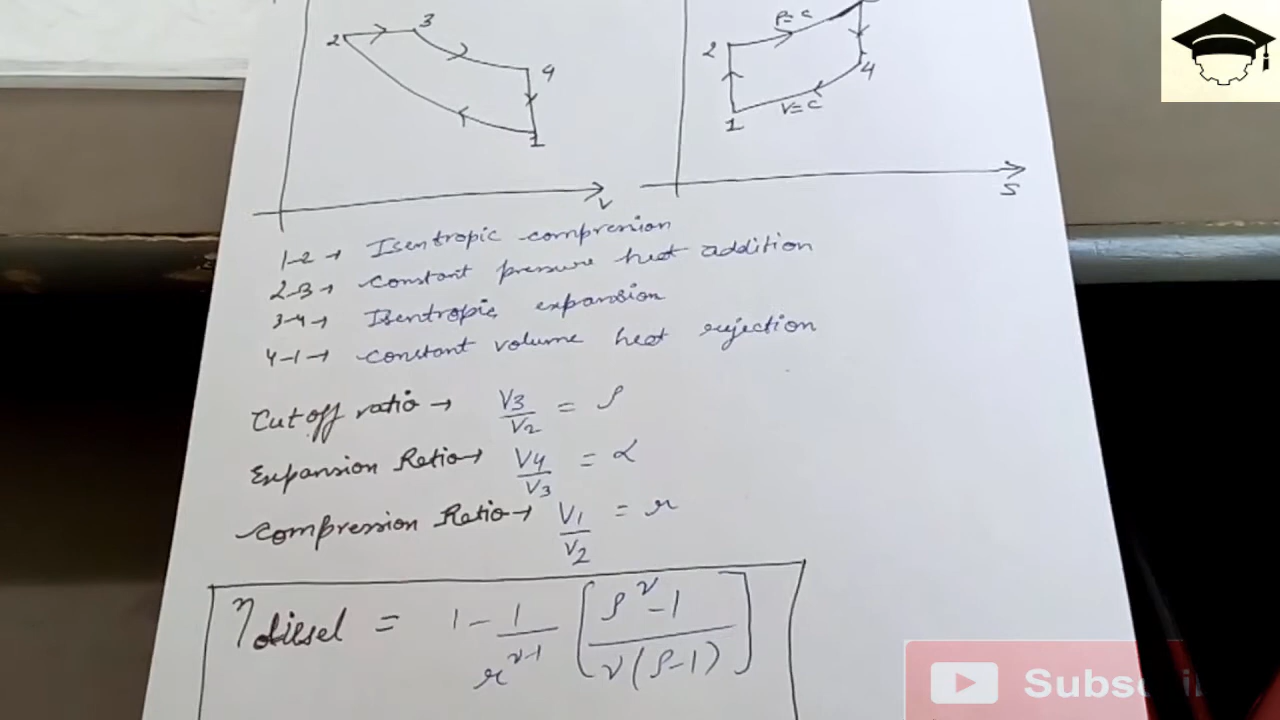 3
2
4
1
V
P=C
2
4
V=C
1
S
1-2 → Isentropic compression
2-3 → Constant pressure heat addition
3-4 → Isentropic expansion
4-1 → Constant volume heat rejection
Cut off ratio → V3/V2 = ρ
Expansion Ratio → V4/V3 = α
Compression Ratio → V1/V2 = r
ηdiesel = 1 - 1/r^(γ-1) [ρ^γ - 1 / γ(ρ-1)]